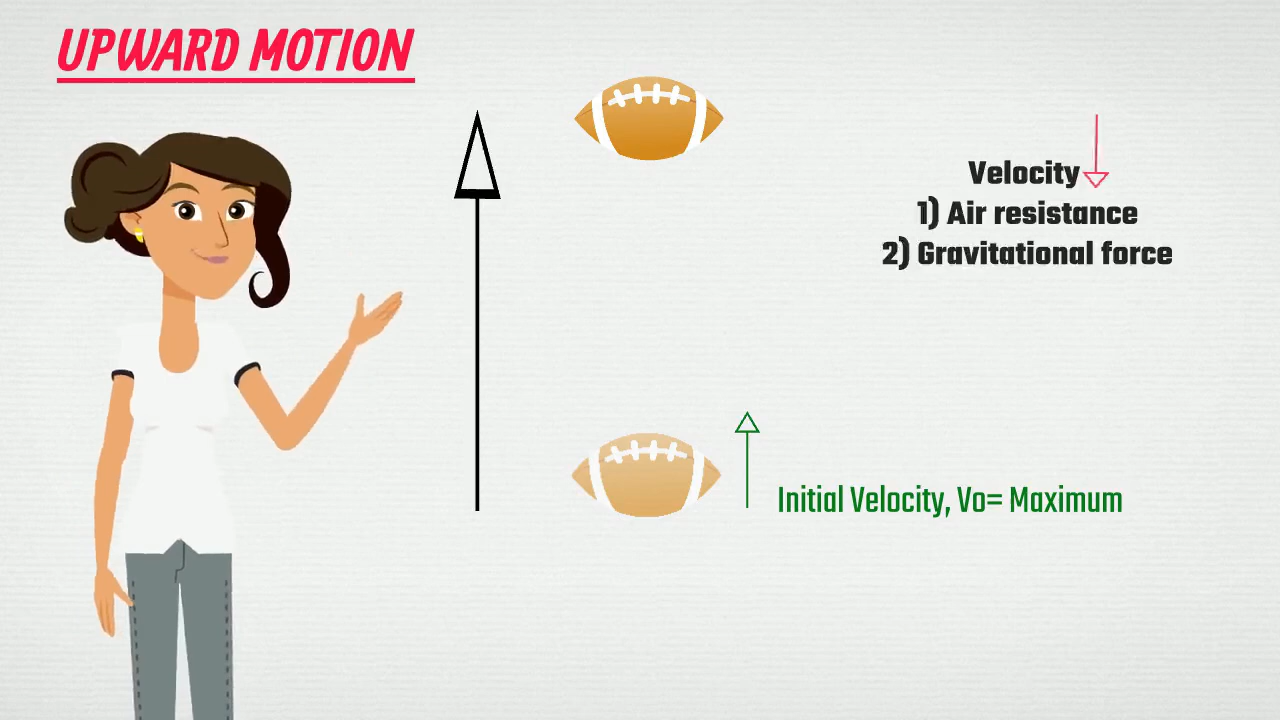 UPWARD MOTION
Velocity
1) Air resistance
2) Gravitational force
Initial Velocity, Vo= Maximum